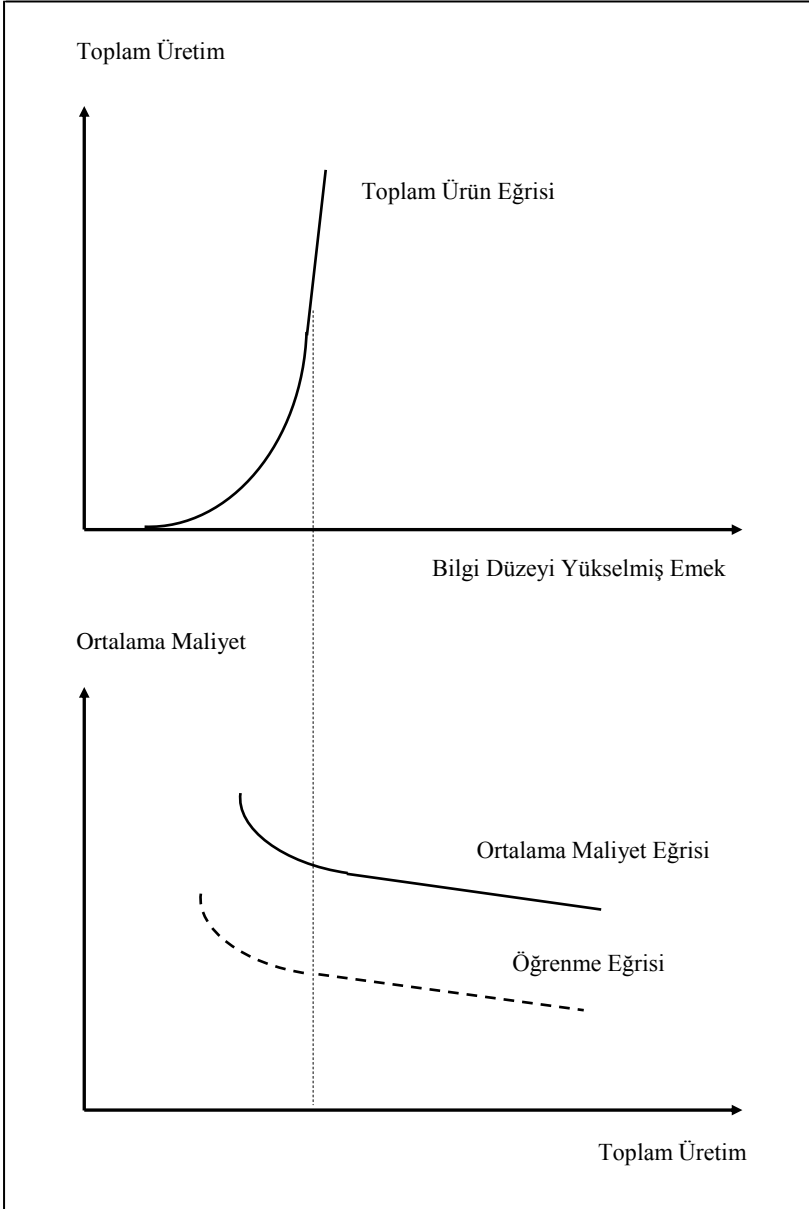 Toplam Üretim
Toplam Ürün Eğrisi
Bilgi Düzeyi Yükselmiş Emek
Ortalama Maliyet
Ortalama Maliyet Eğrisi
Öğrenme Eğrisi
Toplam Üretim